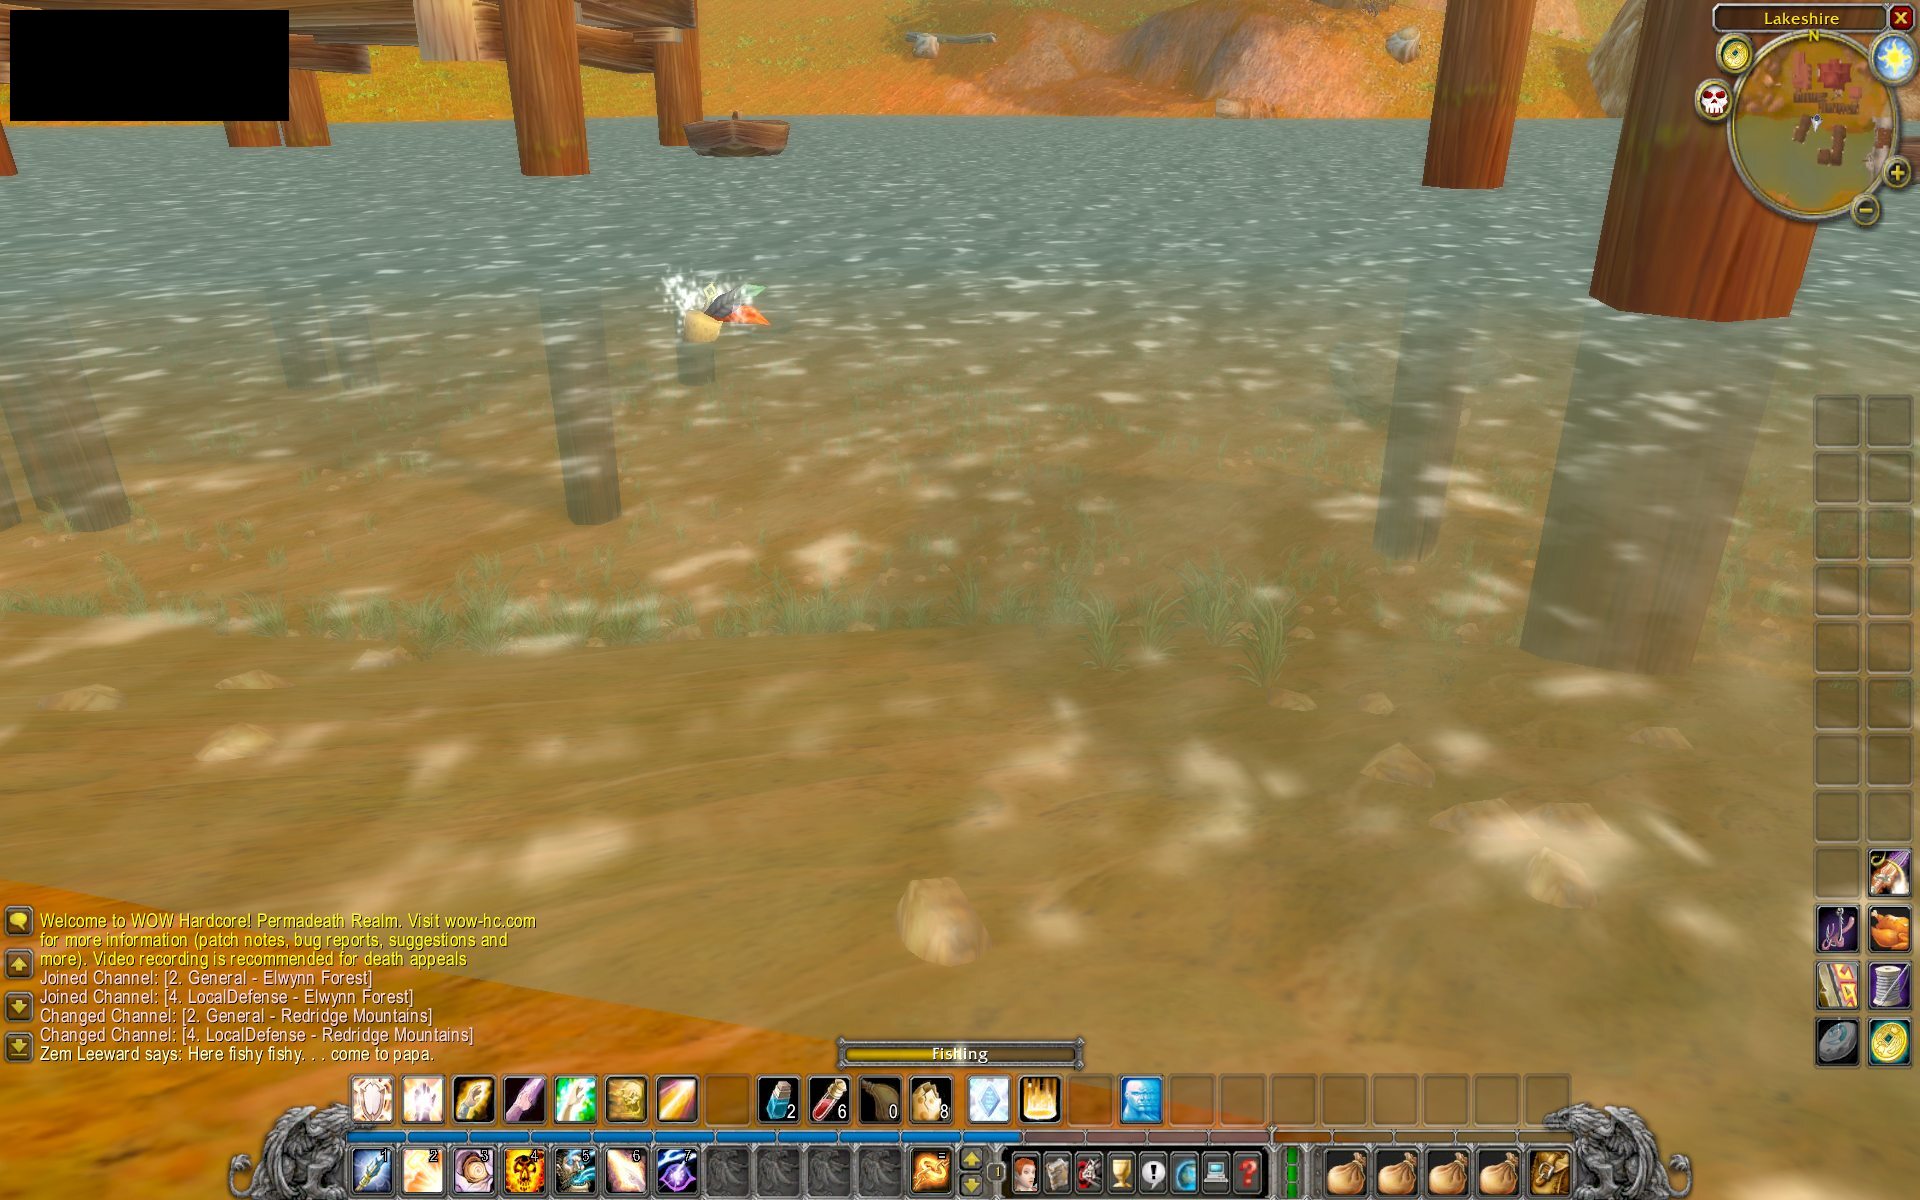 Lakeshire
N
Welcome to WOW Hardcore! Permadeath Realm. Visit wow-hc.com
for more information (patch notes, bug reports, suggestions and
more). Video recording is recommended for death appeals
Joined Channel: [2. General - Elwynn Forest]
Joined Channel: [4. LocalDefense - Elwynn Forest]
Changed Channel: [2. General - Redridge Mountains]
Changed Channel: [4. LocalDefense - Redridge Mountains]
Zem Leeward says: Here fishy fishy. . . come to papa.
Fishing
2 6 0 8
1 2 3 4 5 6 7 = 1